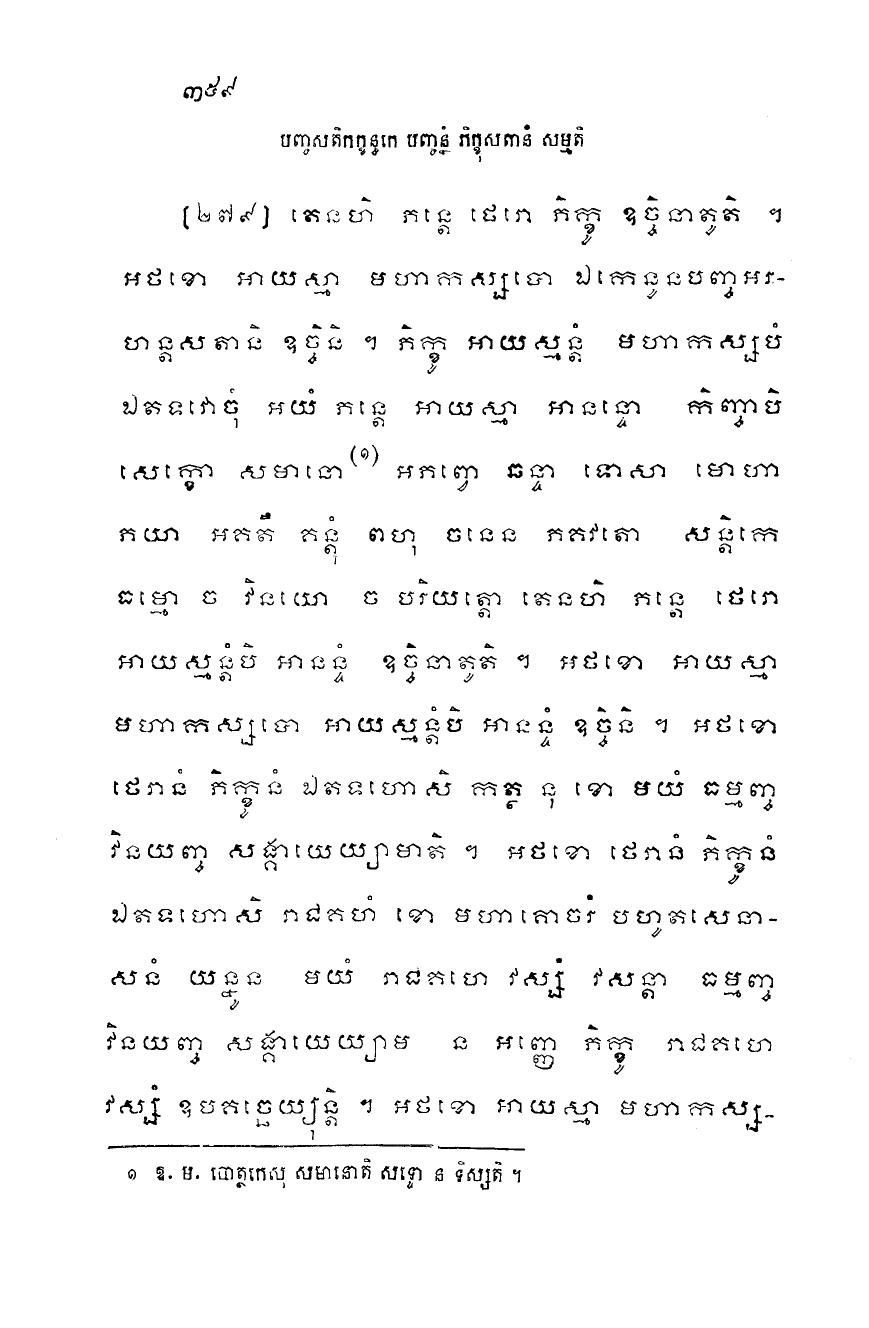 ៣៥៩
បញ្ចសតិកក្ខន្ធកេ បញ្ចន្នំ ភិក្ខុសតានំ សម្មតិ
[២៧៩] តេនហិ ភន្តេ ថេរោ ភិក្ខូ ឧច្ចិនាតូតិ ។
អថខោ អាយស្មា មហាកស្សបោ ឯកេនូនបញ្ចអរ-
ហន្តសតានិ ឧច្ចិនិ ។ ភិក្ខូ អាយស្មន្តំ មហាកស្សបំ
ឯតទវោចុំ អយំ ភន្តេ អាយស្មា អានន្ទោ កិញ្ចាបិ
សេក្ខោ សមានោ(១) អភព្វោ ឆន្ទា ទោសា មោហា
ភយា អគតឹ គន្តុំ ពហុ ចនេន ភគវតោ សន្តិកេ
ធម្មោ ច វិនយោ ច បរិយត្តោ តេនហិ ភន្តេ ថេរោ
អាយស្មន្តំបិ អានន្ទំ ឧច្ចិនាតូតិ ។ អថខោ អាយស្មា
មហាកស្សបោ អាយស្មន្តំបិ អានន្ទំ ឧច្ចិនិ ។ អថខោ
ថេរានំ ភិក្ខូនំ ឯតទហោសិ កត្ថ នុ ខោ មយំ ធម្មញ្ច
វិនយញ្ច សង្គាយេយ្យាមាតិ ។ អថខោ ថេរានំ ភិក្ខូនំ
ឯតទហោសិ រាជគហំ ខោ មហាគោចរំ បហូតសេនា-
សនំ យន្នូន មយំ រាជគហេ វស្សំ វសន្តា ធម្មញ្ច
វិនយញ្ច សង្គាយេយ្យាម ន អញ្ញេ ភិក្ខូ រាជគហេ
វស្សំ ឧបគច្ឆេយ្យុន្តិ ។ អថខោ អាយស្មា មហាកស្ស-
១ ឱ. ម. បោត្ថកេសុ សមានោតិ សទ្ទោ ន ទិស្សតិ ។